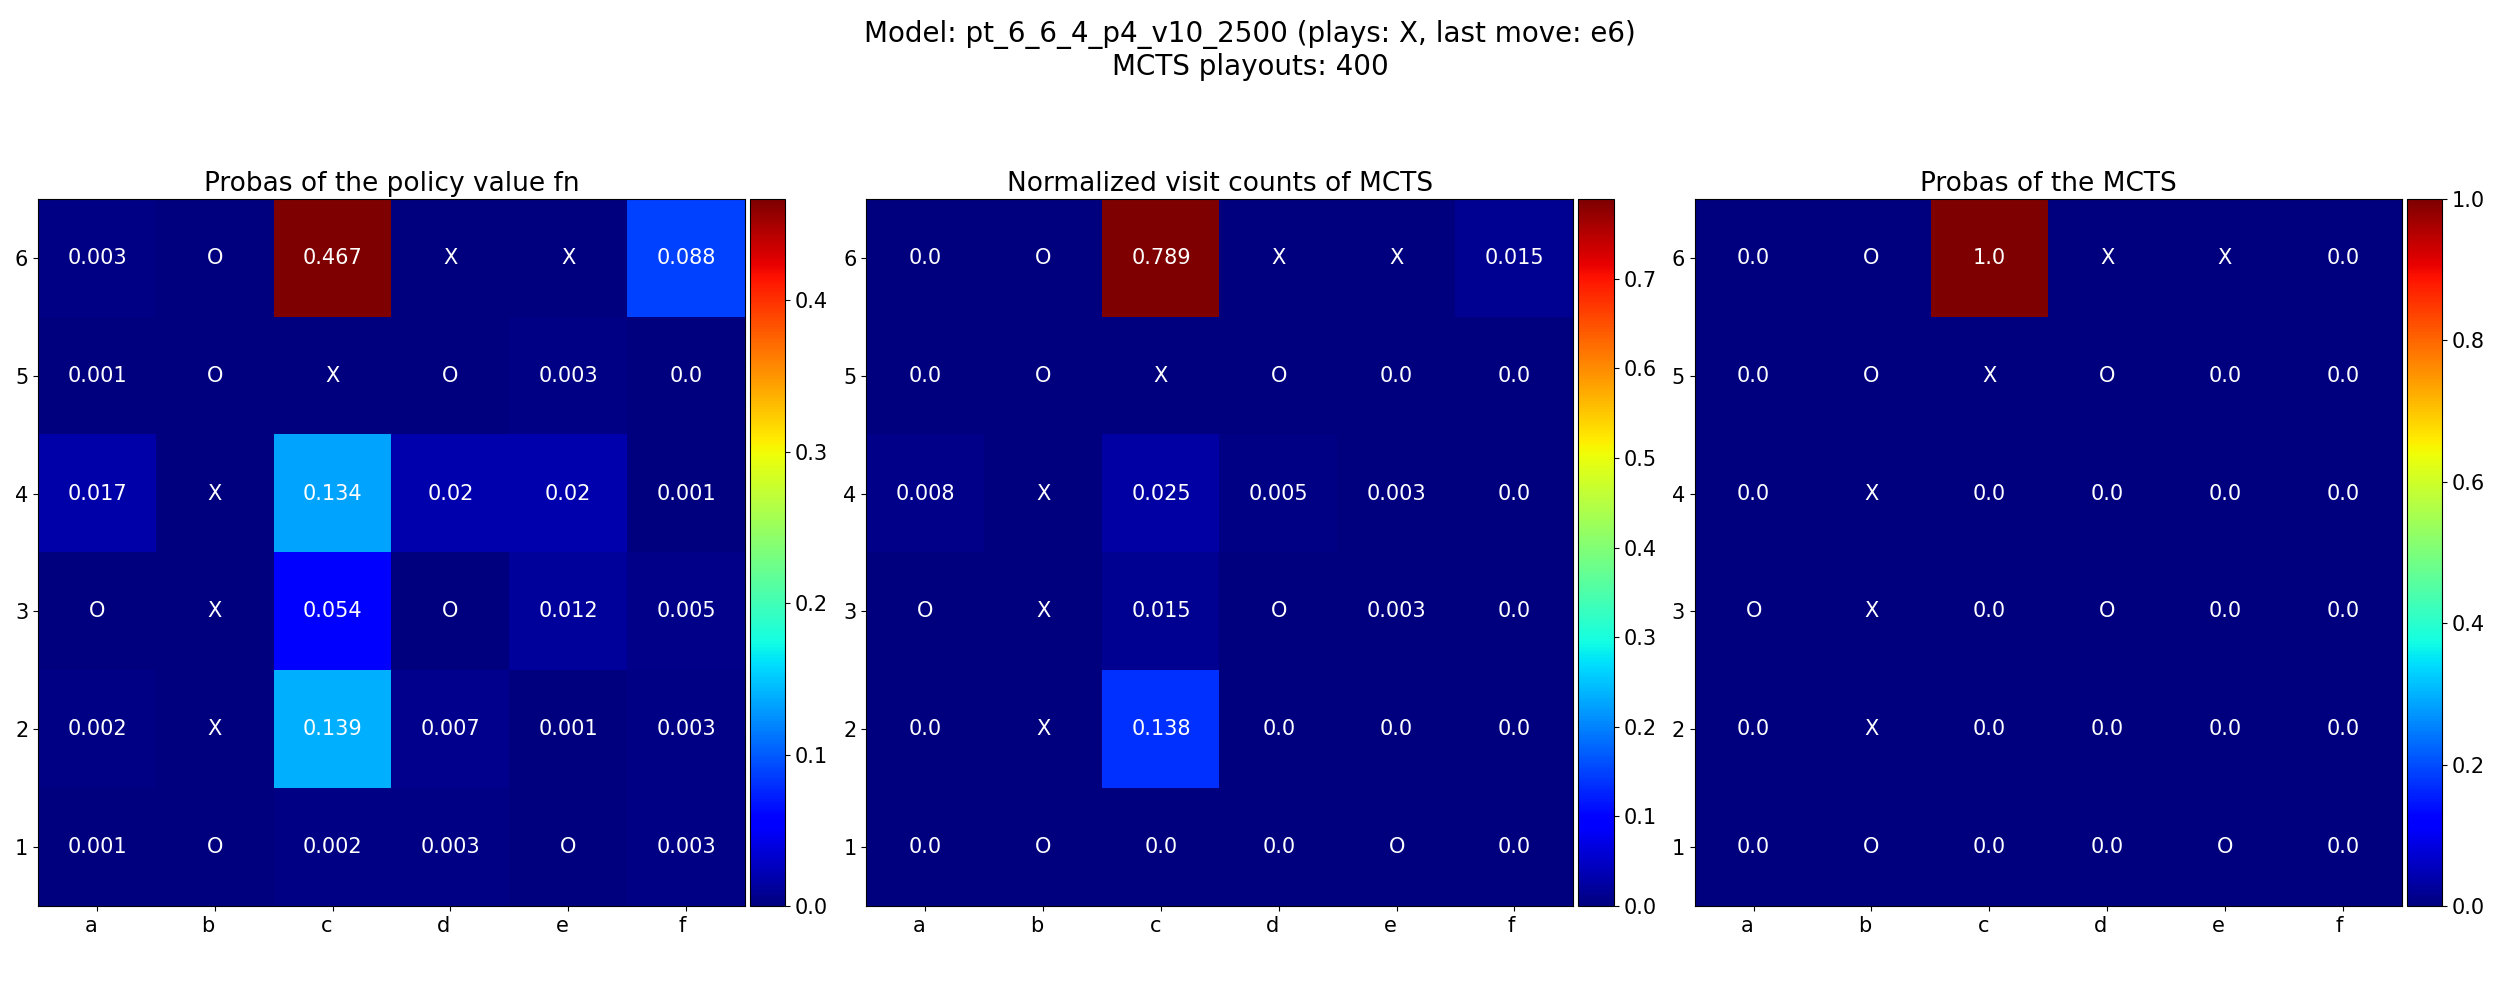 Model: pt_6_6_4_p4_v10_2500 (plays: X, last move: e6)
MCTS playouts: 400
Probas of the policy value fn
6 0.003 O 0.467 X X 0.088
5 0.001 O X O 0.003 0.0
4 0.017 X 0.134 0.02 0.02 0.001
3 O X 0.054 O 0.012 0.005
2 0.002 X 0.139 0.007 0.001 0.003
1 0.001 O 0.002 0.003 O 0.003
a b c d e f
0.4
0.3
0.2
0.1
0.0
Normalized visit counts of MCTS
6 0.0 O 0.789 X X 0.015
5 0.0 O X O 0.0 0.0
4 0.008 X 0.025 0.005 0.003 0.0
3 O X 0.015 O 0.003 0.0
2 0.0 X 0.138 0.0 0.0 0.0
1 0.0 O 0.0 0.0 O 0.0
a b c d e f
0.7
0.6
0.5
0.4
0.3
0.2
0.1
0.0
Probas of the MCTS
6 0.0 O 1.0 X X 0.0
5 0.0 O X O 0.0 0.0
4 0.0 X 0.0 0.0 0.0 0.0
3 O X 0.0 O 0.0 0.0
2 0.0 X 0.0 0.0 0.0 0.0
1 0.0 O 0.0 0.0 O 0.0
a b c d e f
1.0
0.8
0.6
0.4
0.2
0.0